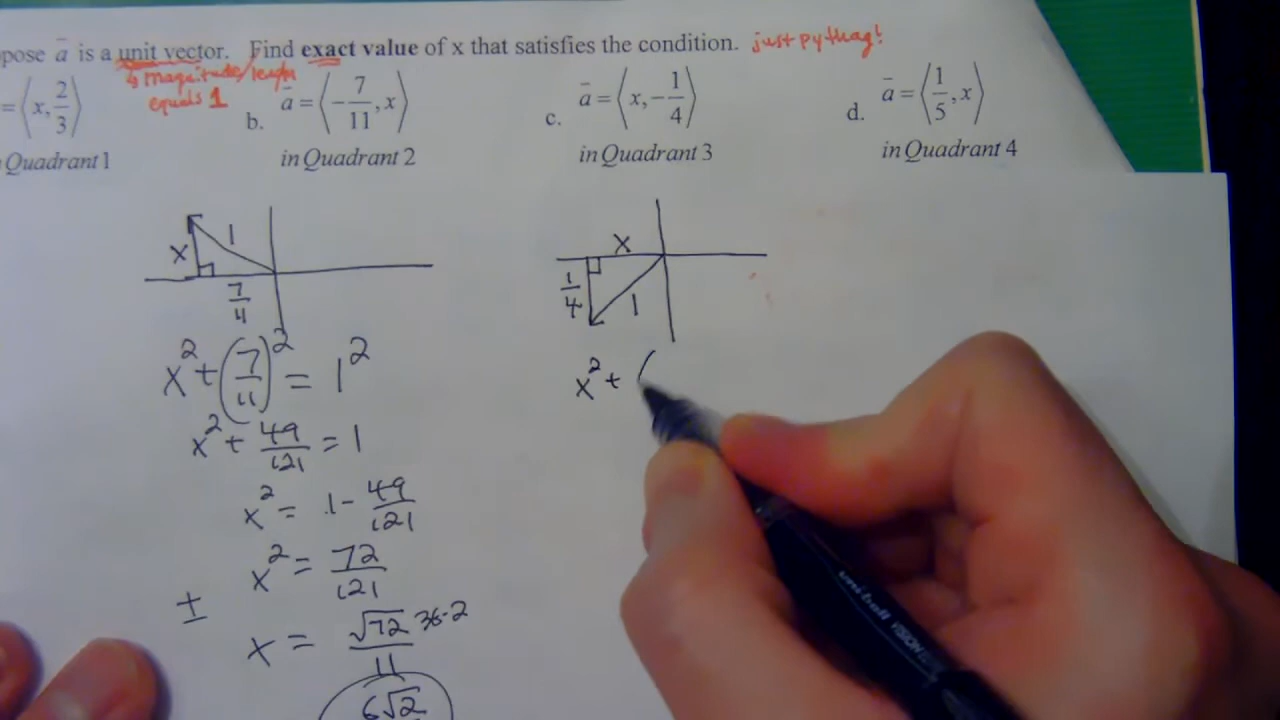 pose a is a unit vector. Find exact value of x that satisfies the condition. just pythag!
↳ magnitude/length
equals 1
= ⟨x, 2/3⟩
Quadrant 1
b. a = ⟨-7/11, x⟩
in Quadrant 2
c. a = ⟨x, -1/4⟩
in Quadrant 3
d. a = ⟨1/5, x⟩
in Quadrant 4
x 1
7/4
x² + (7/11)² = 1²
x² + 49/121 = 1
x² = 1 - 49/121
x² = 72/121
±
x = √72/11 36·2
6√2
x
1/4 1
x² + (
uniball VISION